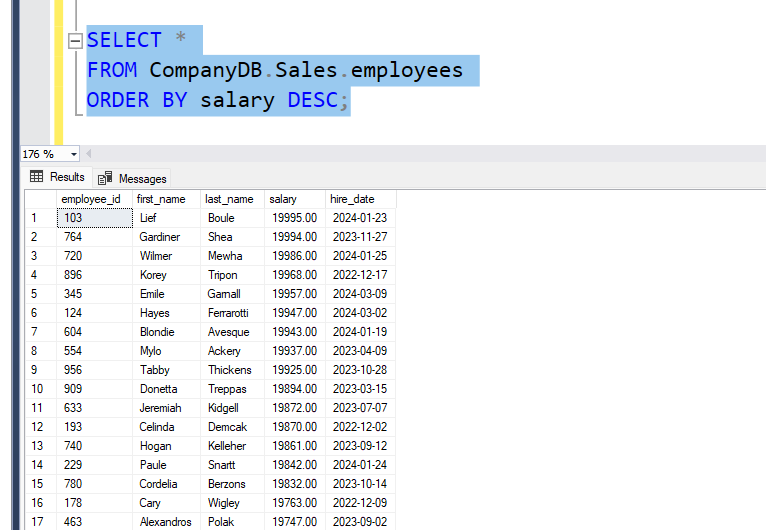 SELECT *
FROM CompanyDB.Sales.employees
ORDER BY salary DESC;
176 %
Results Messages
employee_id first_name last_name salary hire_date
1 103 Lief Boule 19995.00 2024-01-23
2 764 Gardiner Shea 19994.00 2023-11-27
3 720 Wilmer Mewha 19986.00 2024-01-25
4 896 Korey Tripon 19968.00 2022-12-17
5 345 Emile Garnall 19957.00 2024-03-09
6 124 Hayes Ferrarotti 19947.00 2024-03-02
7 604 Blondie Avesque 19943.00 2024-01-19
8 554 Mylo Ackery 19937.00 2023-04-09
9 956 Tabby Thickens 19925.00 2023-10-28
10 909 Donetta Treppas 19894.00 2023-03-15
11 633 Jeremiah Kidgell 19872.00 2023-07-07
12 193 Celinda Demcak 19870.00 2022-12-02
13 740 Hogan Kelleher 19861.00 2023-09-12
14 229 Paule Snartt 19842.00 2024-01-24
15 780 Cordelia Berzons 19832.00 2023-10-14
16 178 Cary Wigley 19763.00 2022-12-09
17 463 Alexandros Polak 19747.00 2023-09-02